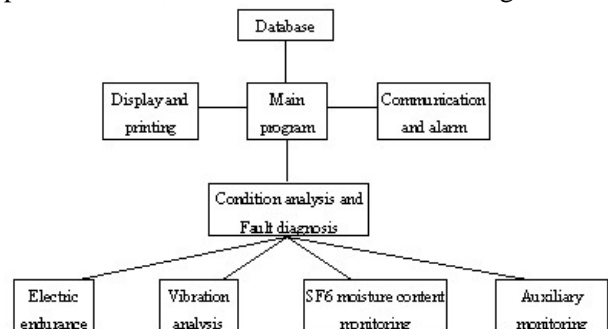 Database
Display and
printing
Main
program
Communication
and alarm
Condition analysis and
Fault diagnosis
Electric
endurance
Vibration
analysis
SF6 moisture content
monitoring
Auxiliary
monitoring